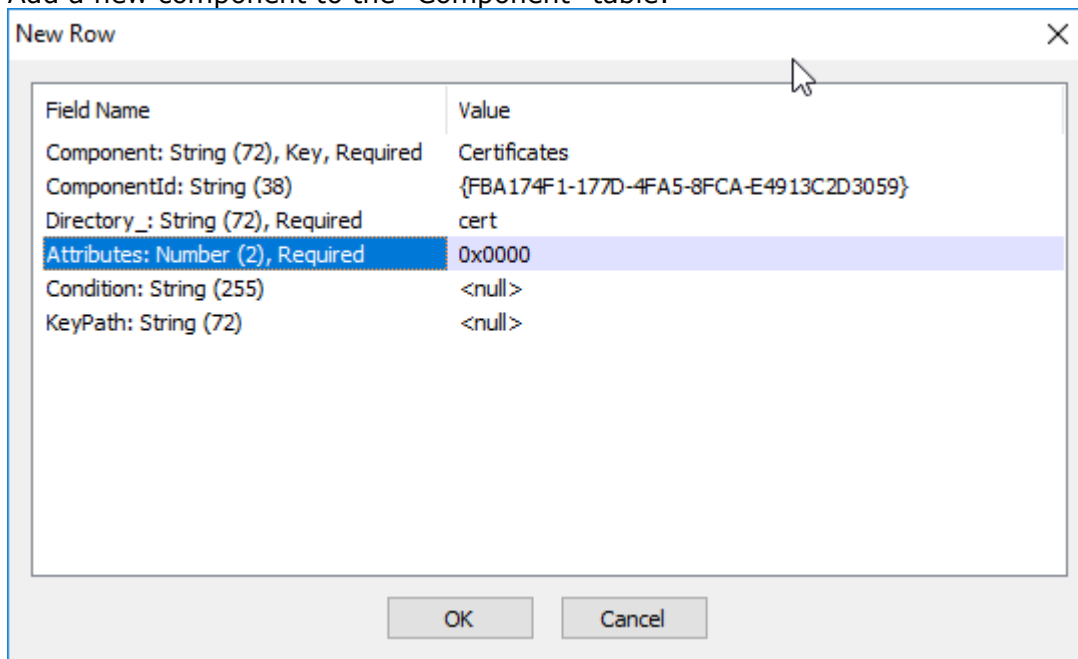 Add a new component to the "Component" table:
New Row
Field Name Value
Component: String (72), Key, Required Certificates
ComponentId: String (38) {FBA174F1-177D-4FA5-8FCA-E4913C2D3059}
Directory_: String (72), Required cert
Attributes: Number (2), Required 0x0000
Condition: String (255) <null>
KeyPath: String (72) <null>
OK Cancel